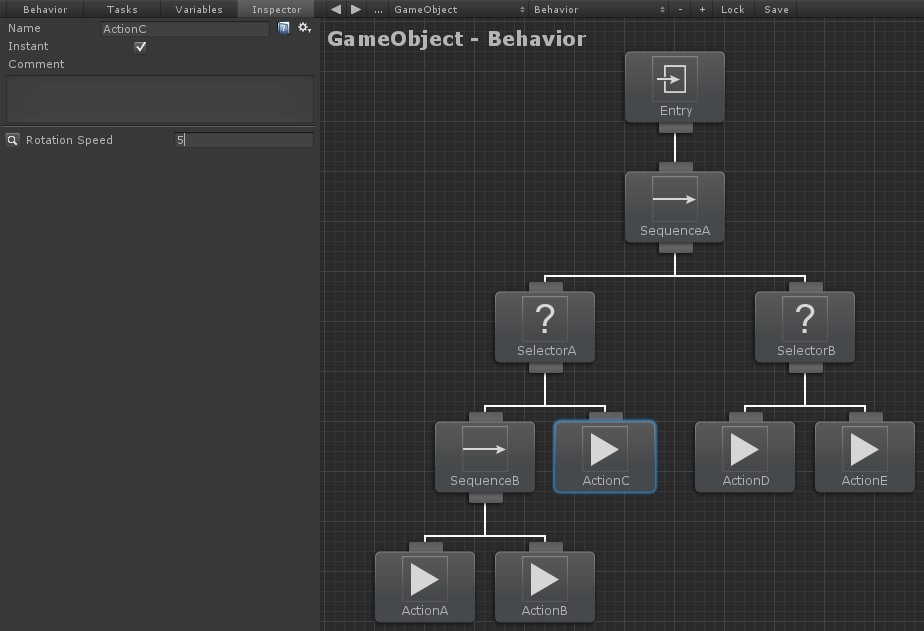 Behavior Tasks Variables Inspector
... GameObject Behavior - + Lock Save
Name ActionC
Instant
Comment
Rotation Speed 5
GameObject - Behavior
Entry
SequenceA
? ?
SelectorA SelectorB
SequenceB ActionC ActionD ActionE
ActionA ActionB